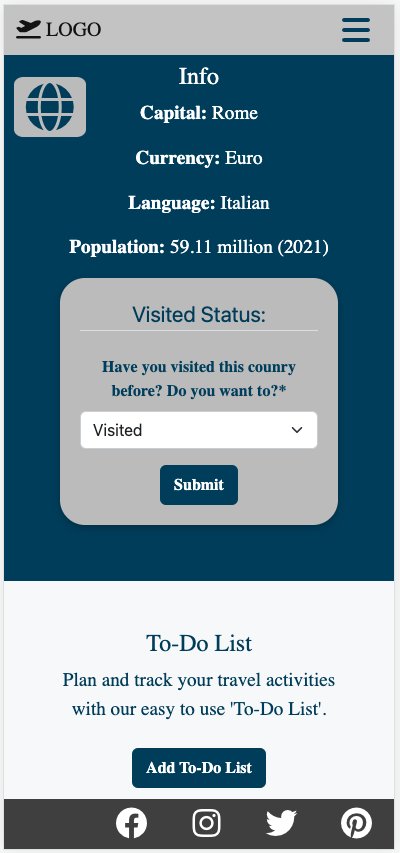 LOGO
Info
Capital: Rome
Currency: Euro
Language: Italian
Population: 59.11 million (2021)
Visited Status:
Have you visited this counry
before? Do you want to?*
Visited
Submit
To-Do List
Plan and track your travel activities
with our easy to use 'To-Do List'.
Add To-Do List